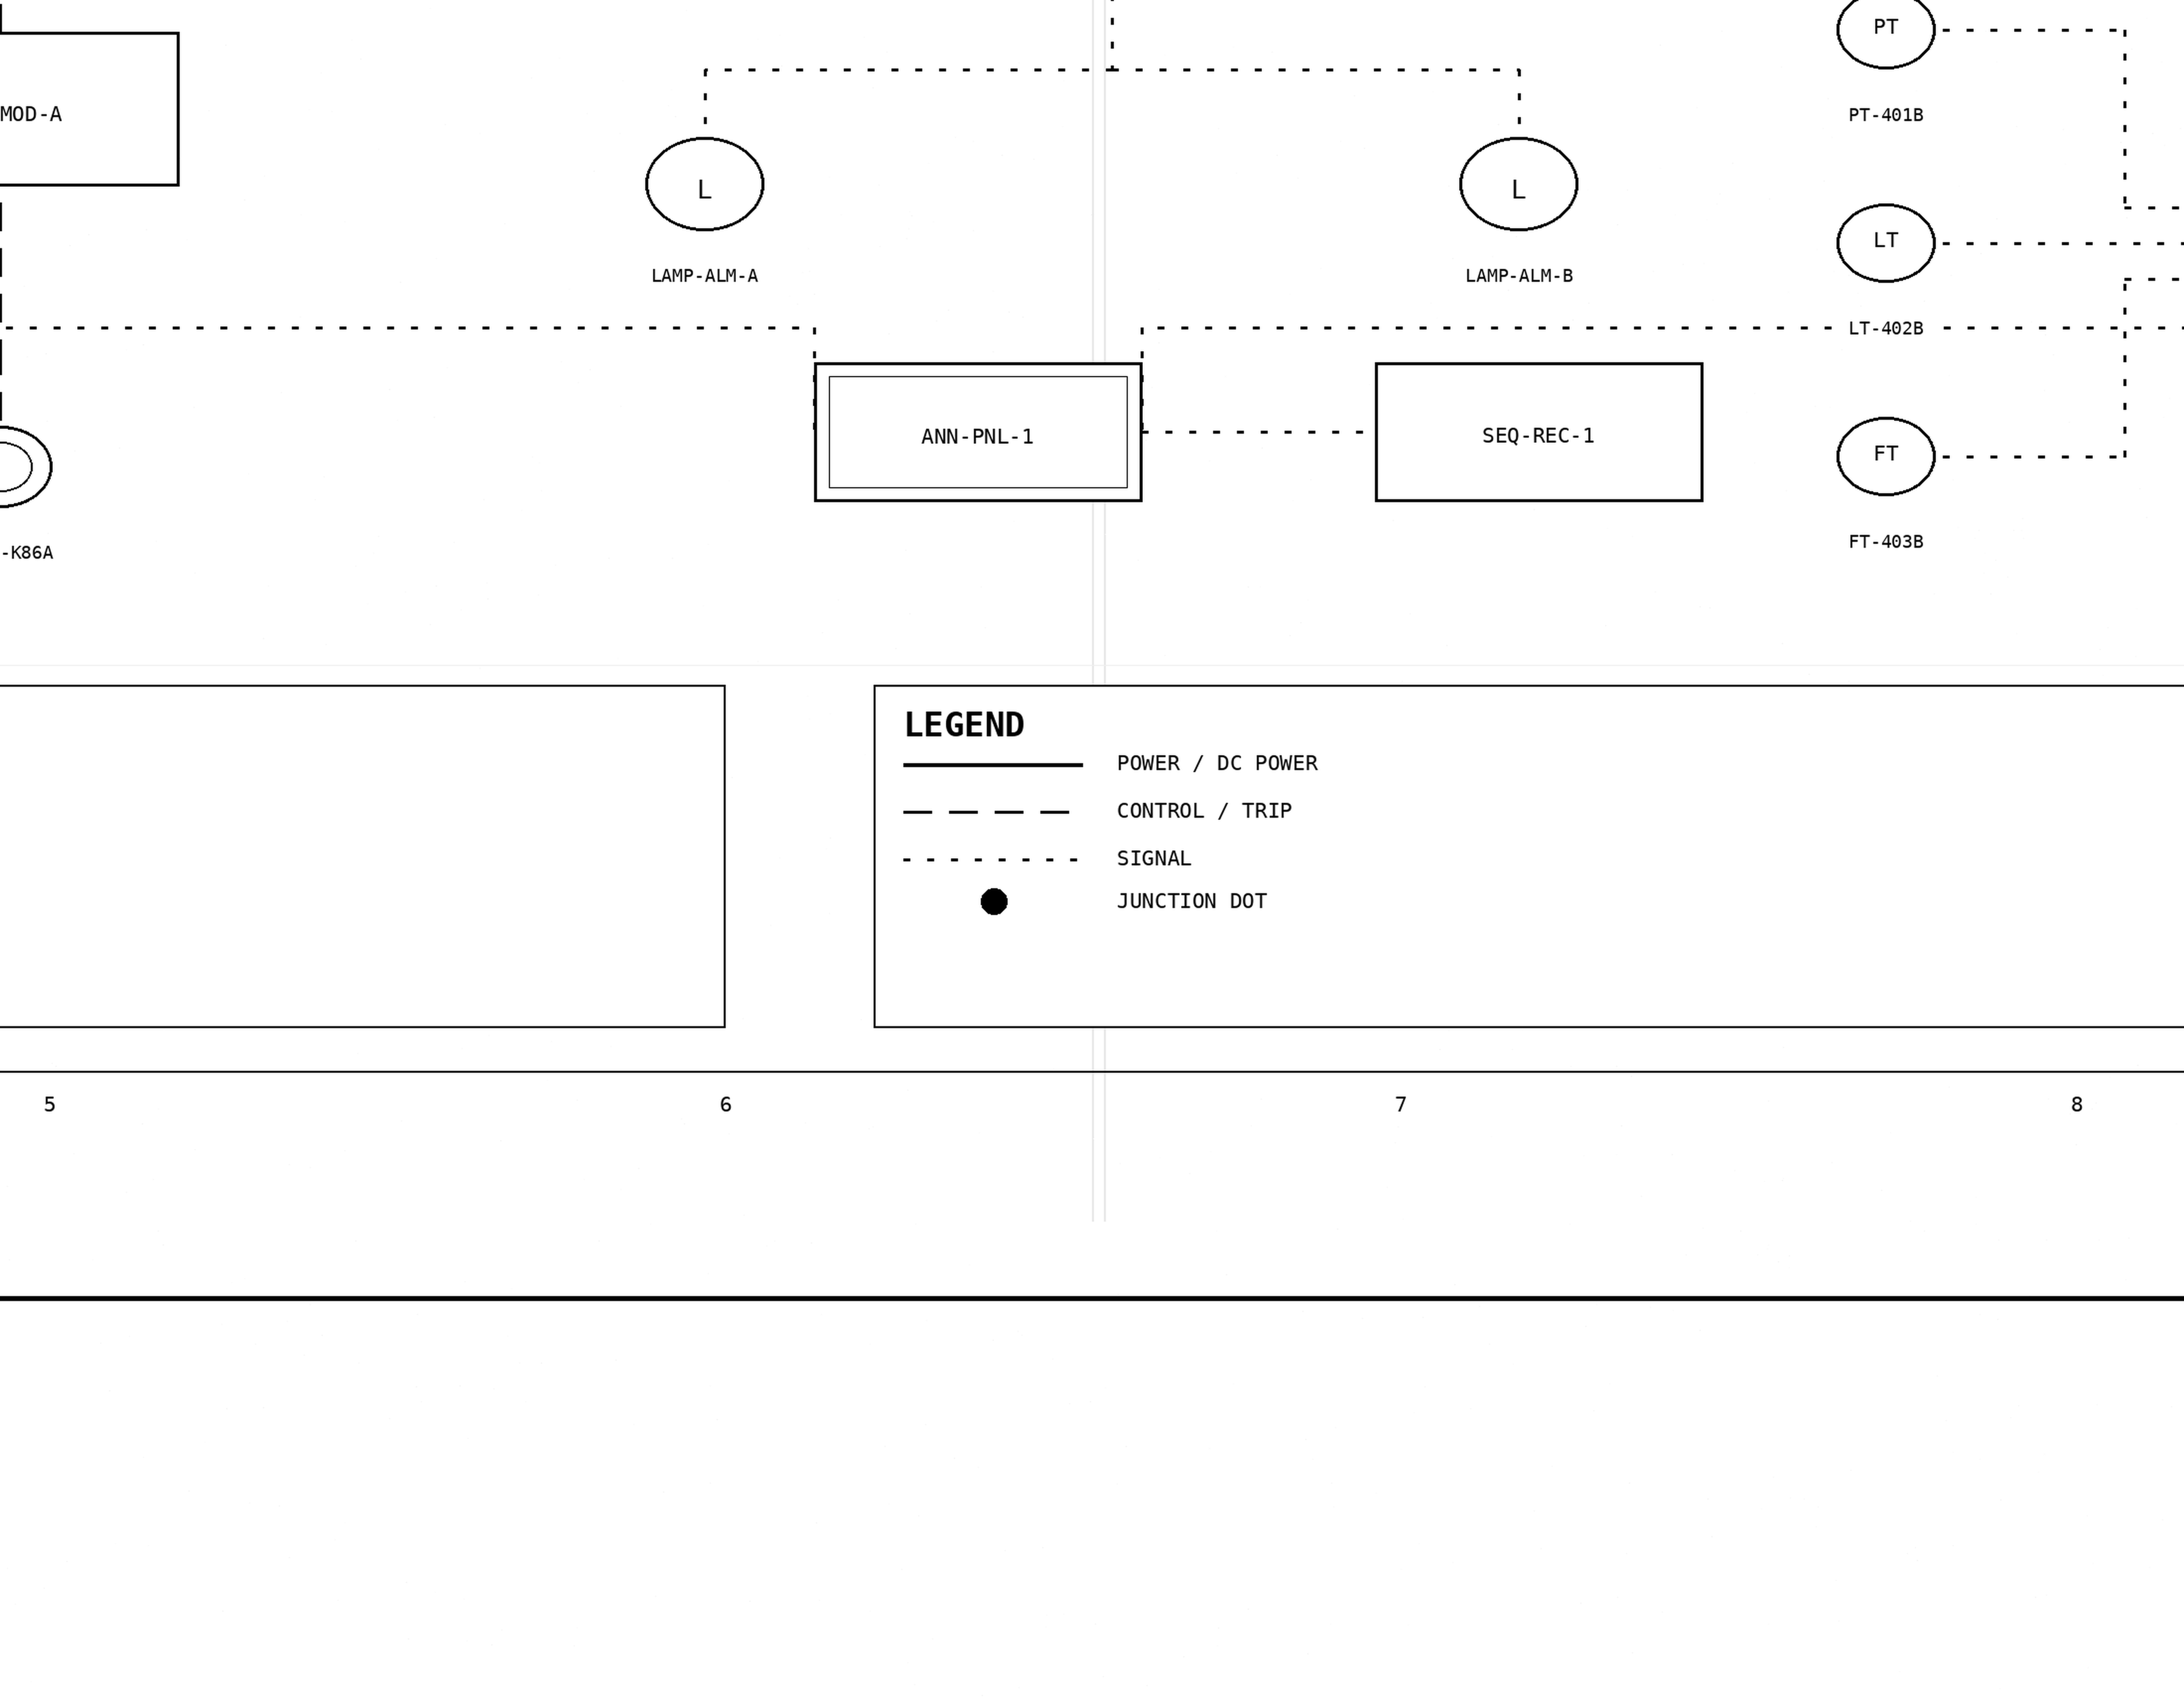 PT
MOD-A
PT-401B
L
L
LT
LAMP-ALM-A
LAMP-ALM-B
LT-402B
ANN-PNL-1
SEQ-REC-1
FT
FT-403B
-K86A
LEGEND
POWER / DC POWER
CONTROL / TRIP
SIGNAL
JUNCTION DOT
5
6
7
8